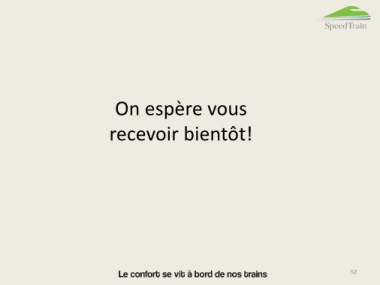 SpeedTrain
On espère vous
recevoir bientôt!
Le confort se vit à bord de nos trains
52